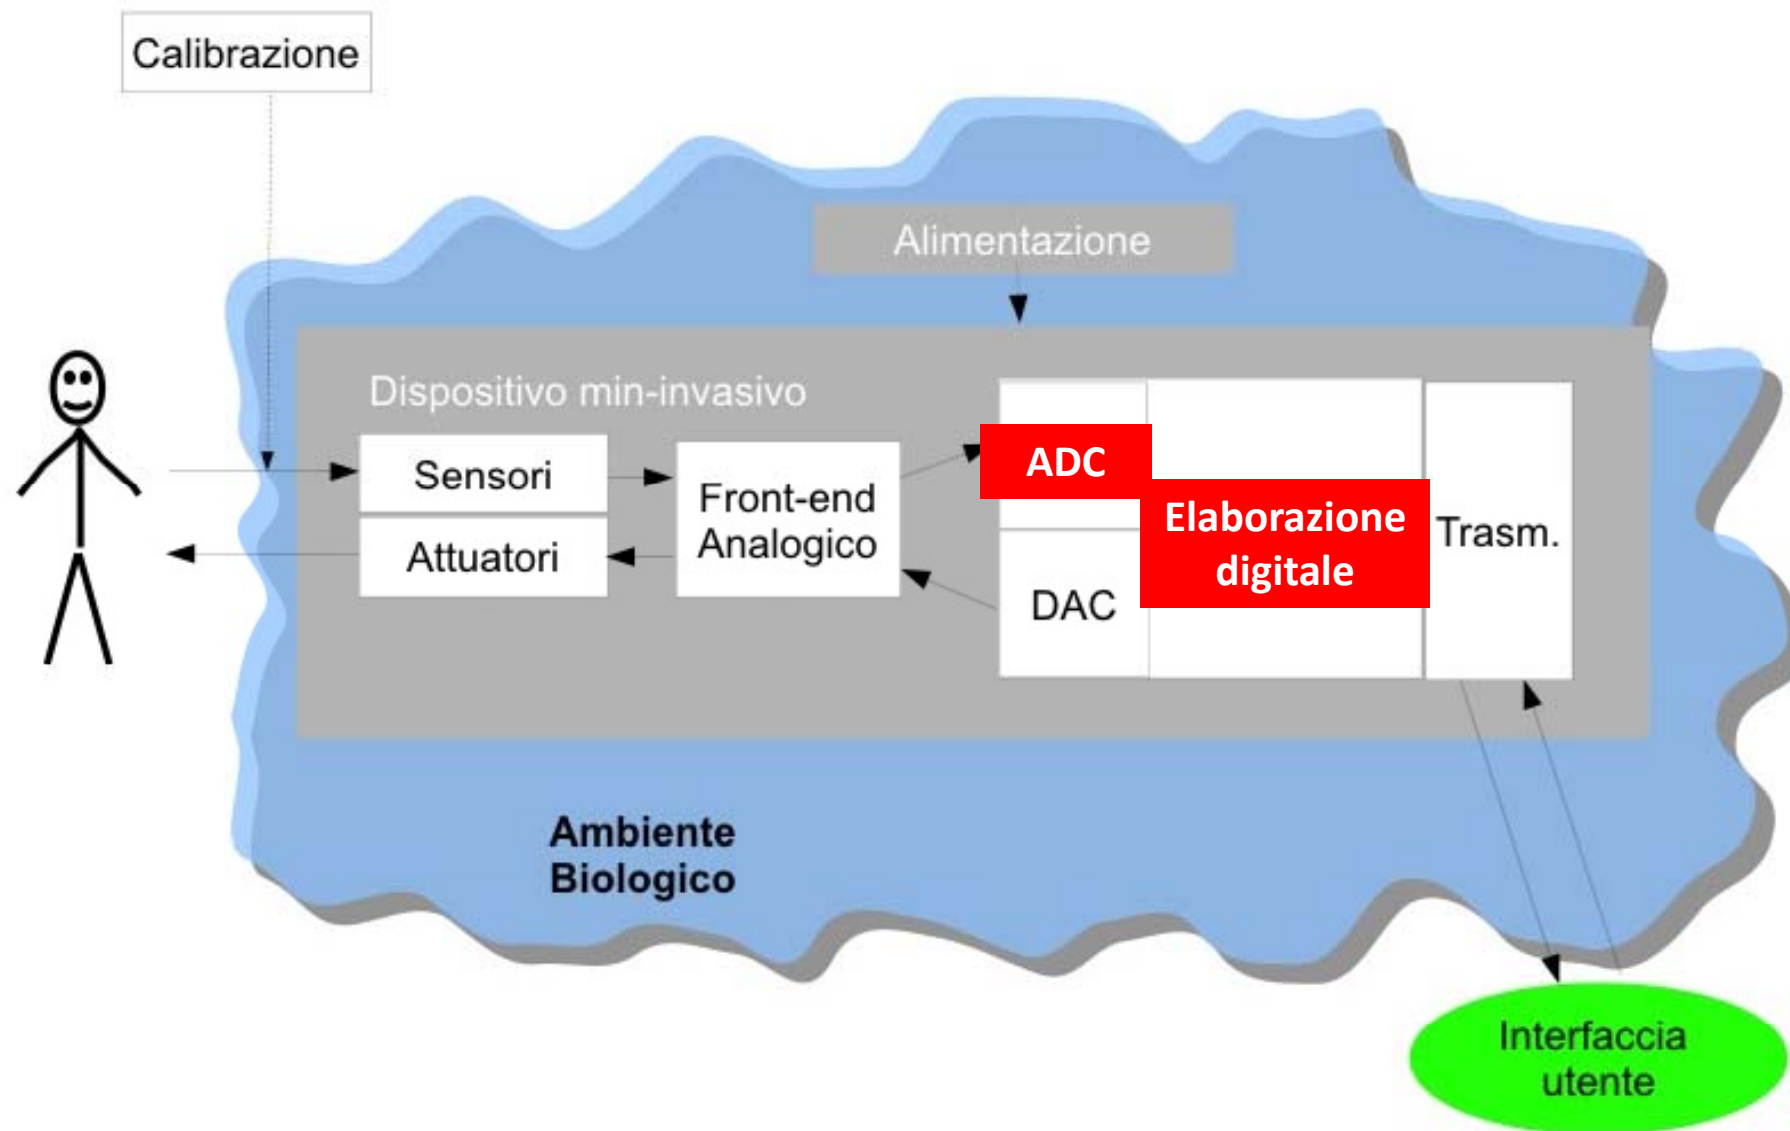 Calibrazione
Alimentazione
Dispositivo min-invasivo
Sensori
Attuatori
Front-end
Analogico
ADC
DAC
Elaborazione
digitale
Trasm.
Ambiente
Biologico
Interfaccia
utente